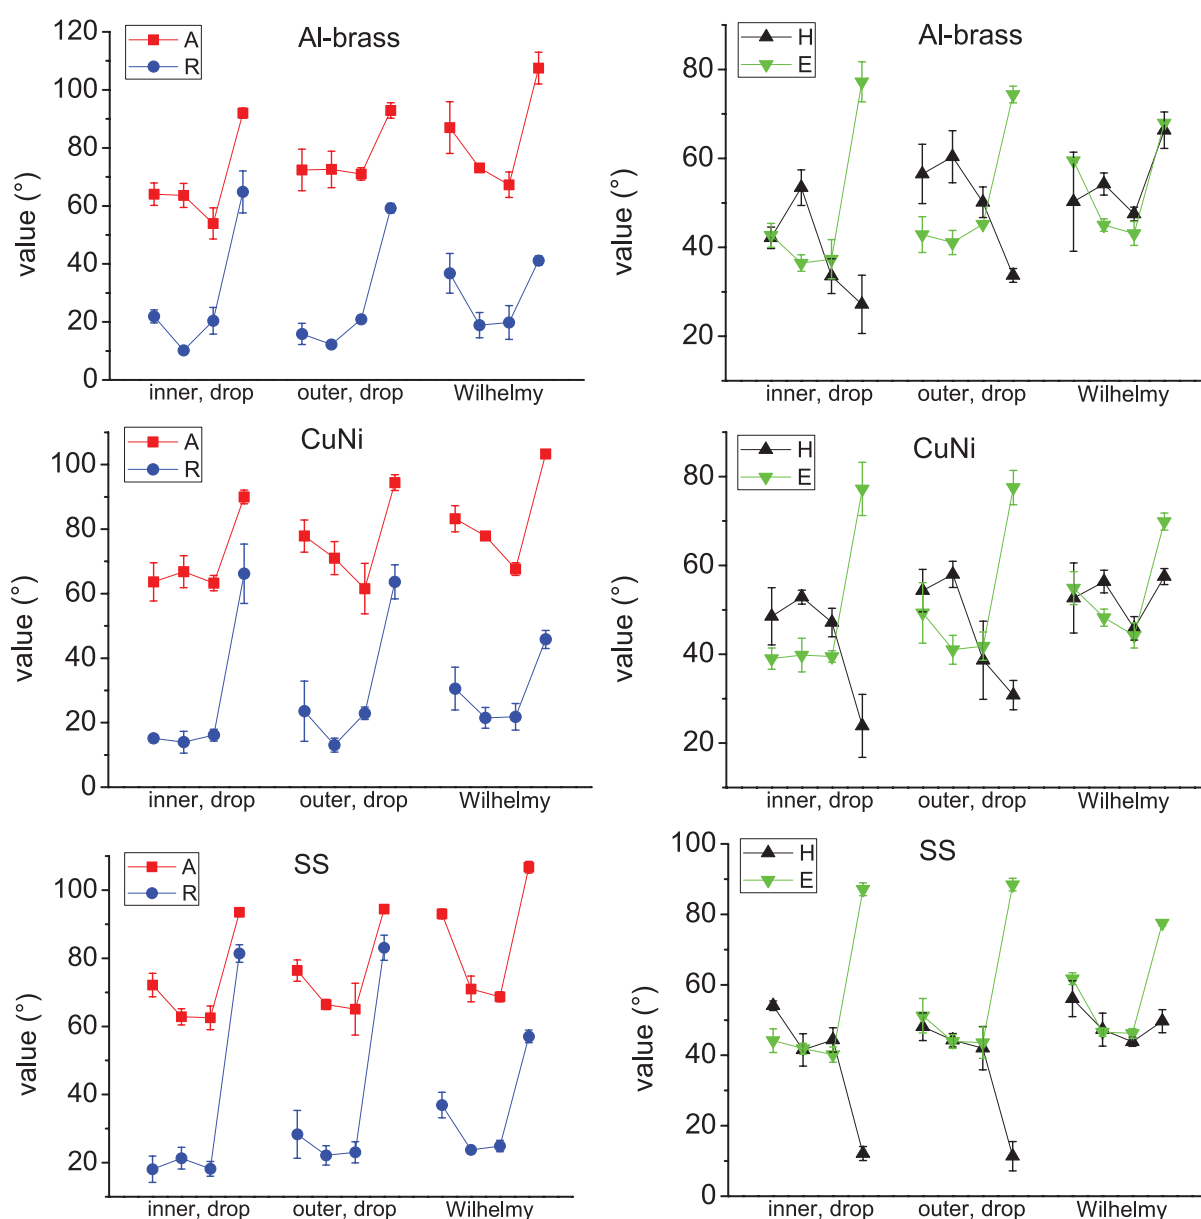 Al-brass
A
R
value (°)
120
100
80
60
40
20
0
inner, drop
outer, drop
Wilhelmy
Al-brass
H
E
value (°)
80
60
40
20
inner, drop
outer, drop
Wilhelmy
CuNi
A
R
value (°)
100
80
60
40
20
0
inner, drop
outer, drop
Wilhelmy
CuNi
H
E
value (°)
80
60
40
20
inner, drop
outer, drop
Wilhelmy
SS
A
R
value (°)
100
80
60
40
20
inner, drop
outer, drop
Wilhelmy
SS
H
E
value (°)
100
80
60
40
20
0
inner, drop
outer, drop
Wilhelmy